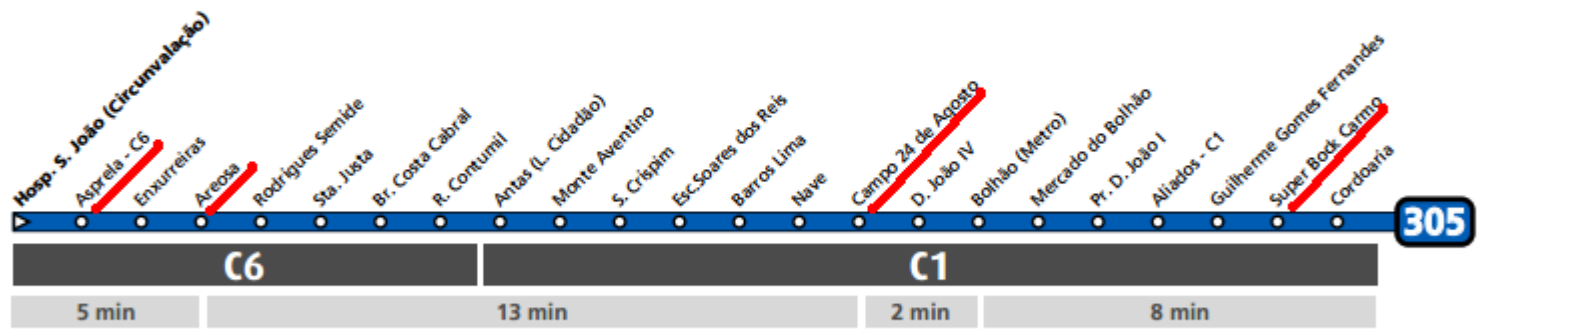 Hosp- S. João (Circunvalação)
Asprela - C6
Enxurreiras
Areosa
Rodrigues Semide
Sta. Justa
Br. Costa Cabral
R. Contumil
Antas (L. Cidadão)
Monte Aventino
S. Crispim
Esc.Soares dos Reis
Barros Lima
Nave
Campo 24 de Agosto
D. João IV
Bolhão (Metro)
Mercado do Bolhão
Pr. D. João I
Aliados - C1
Guilherme Gomes Fernandes
Super Bock Carmo
Cordoaria
305
C6 C1
5 min 13 min 2 min 8 min